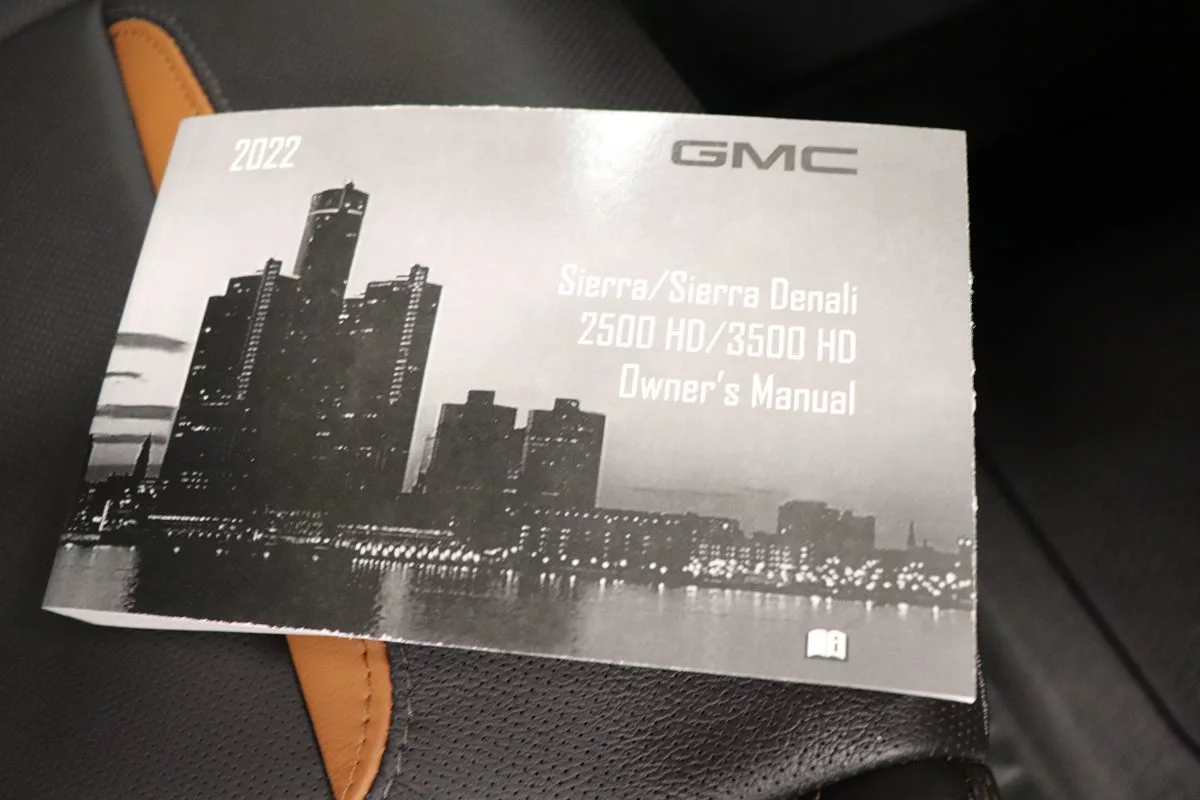 2022
GMC
Sierra/Sierra Denali
2500 HD/3500 HD
Owner's Manual
i